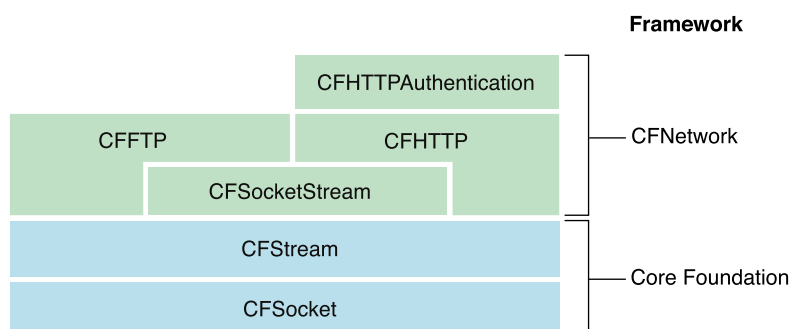 Framework
CFHTTPAuthentication
CFNetwork
CFFTP
CFHTTP
CFSocketStream
CFStream
Core Foundation
CFSocket